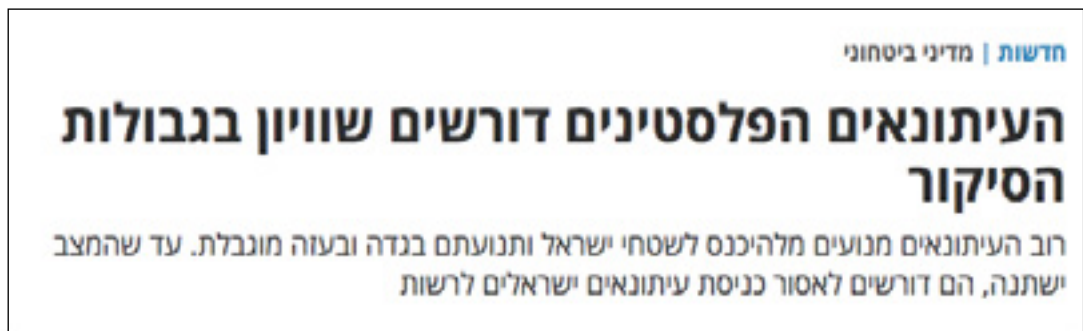 חדשות | מדיני ביטחוני
העיתונאים הפלסטינים דורשים שוויון בגבולות
הסיקור
רוב העיתונאים מנועים מלהיכנס לשטחי ישראל ותנועתם בגדה ובעזה מוגבלת. עד שהמצב
ישתנה, הם דורשים לאסור כניסת עיתונאים ישראלים לרשות